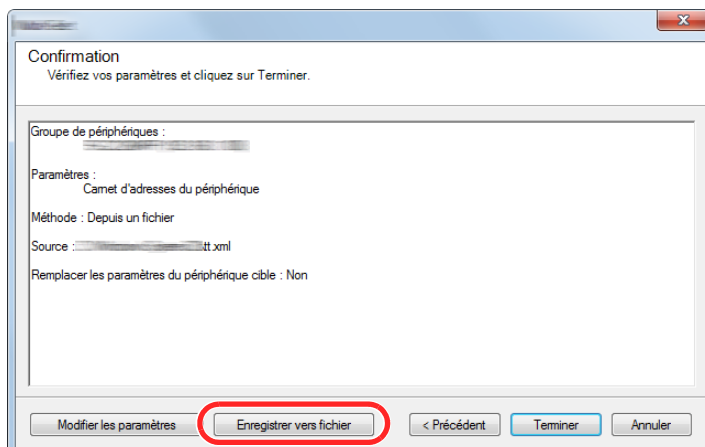 Confirmation
Vérifiez vos paramètres et cliquez sur Terminer.
Groupe de périphériques :
Paramètres :
Carnet d'adresses du périphérique
Méthode : Depuis un fichier
Source : tt.xml
Remplacer les paramètres du périphérique cible : Non
Modifier les paramètres Enregistrer vers fichier < Précédent Terminer Annuler